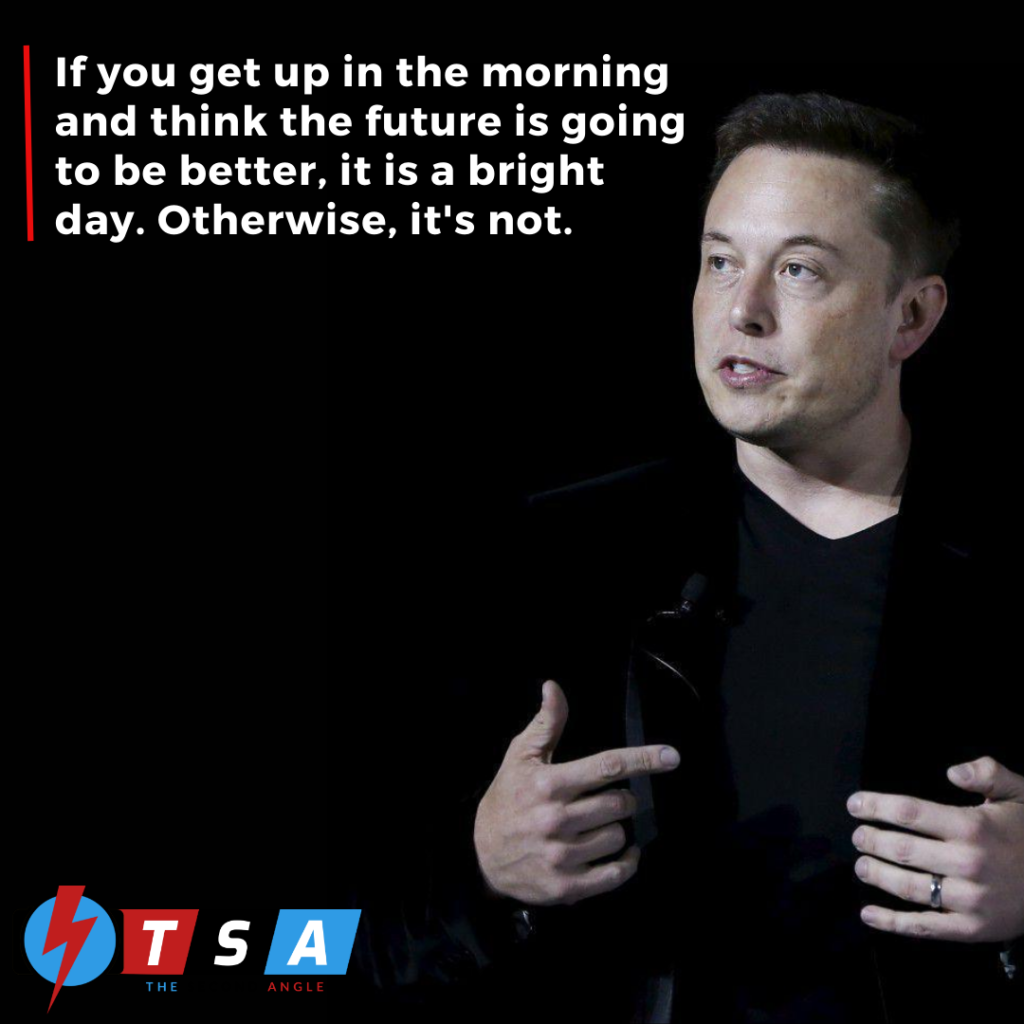 If you get up in the morning
and think the future is going
to be better, it is a bright
day. Otherwise, it's not.
T S A
THE ANGLE